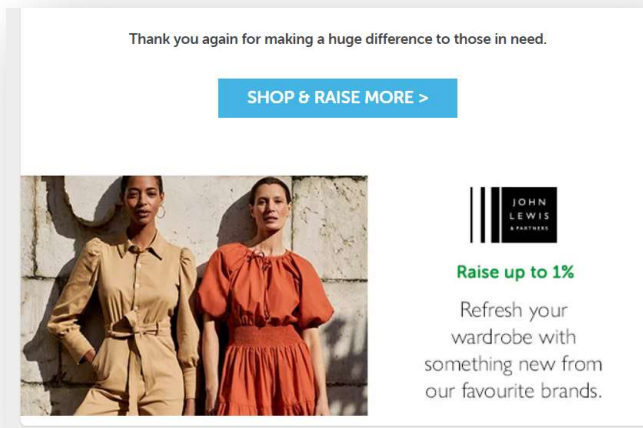 Thank you again for making a huge difference to those in need.
SHOP & RAISE MORE >
JOHN
LEWIS
& PARTNERS
Raise up to 1%
Refresh your
wardrobe with
something new from
our favourite brands.